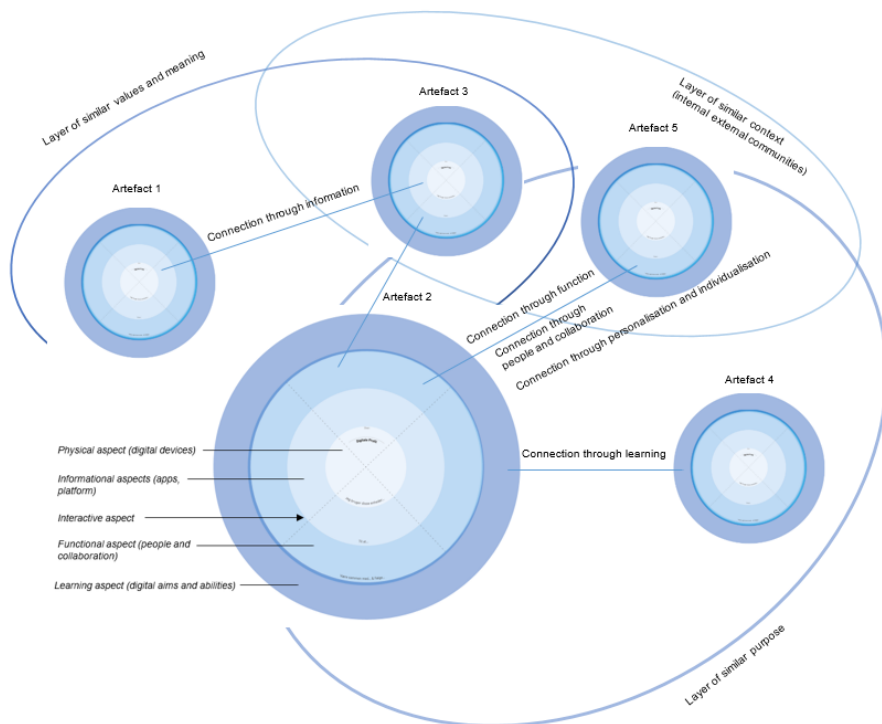 Layer of similar values and meaning
Artefact 3
Layer of similar context
(internal external communities)
Artefact 5
Artefact 1
Connection through information
Artefact 2
Connection through function
Connection through
people and collaboration
Connection through personalisation and individualisation
Artefact 4
Connection through learning
Physical aspect (digital devices)
Informational aspects (apps,
platform)
Interactive aspect
Functional aspect (people and
collaboration)
Learning aspect (digital aims and abilities)
Layer of similar purpose